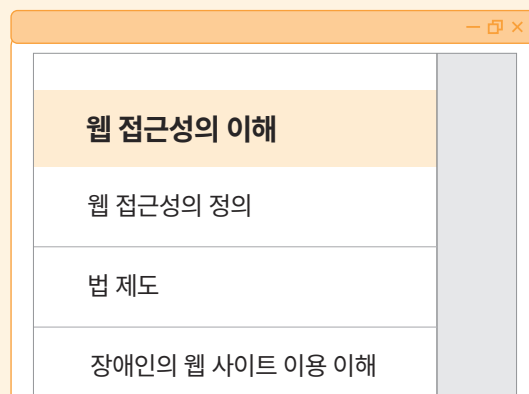 웹 접근성의 이해
웹 접근성의 정의
법 제도
장애인의 웹 사이트 이용 이해